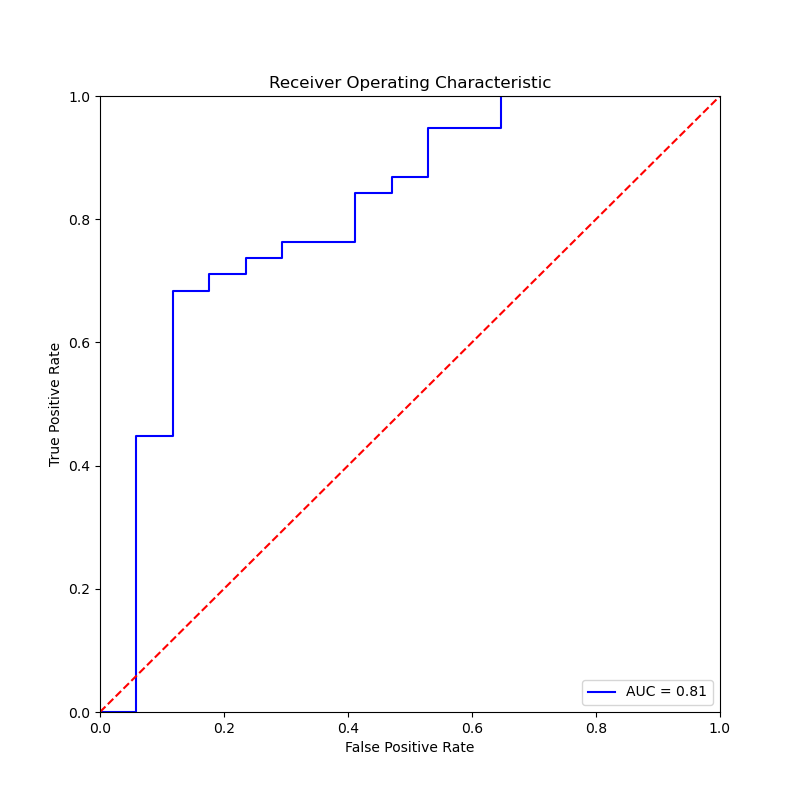 Receiver Operating Characteristic
1.0
0.8
0.6
0.4
0.2
0.0
True Positive Rate
AUC = 0.81
0.0 0.2 0.4 0.6 0.8 1.0
False Positive Rate